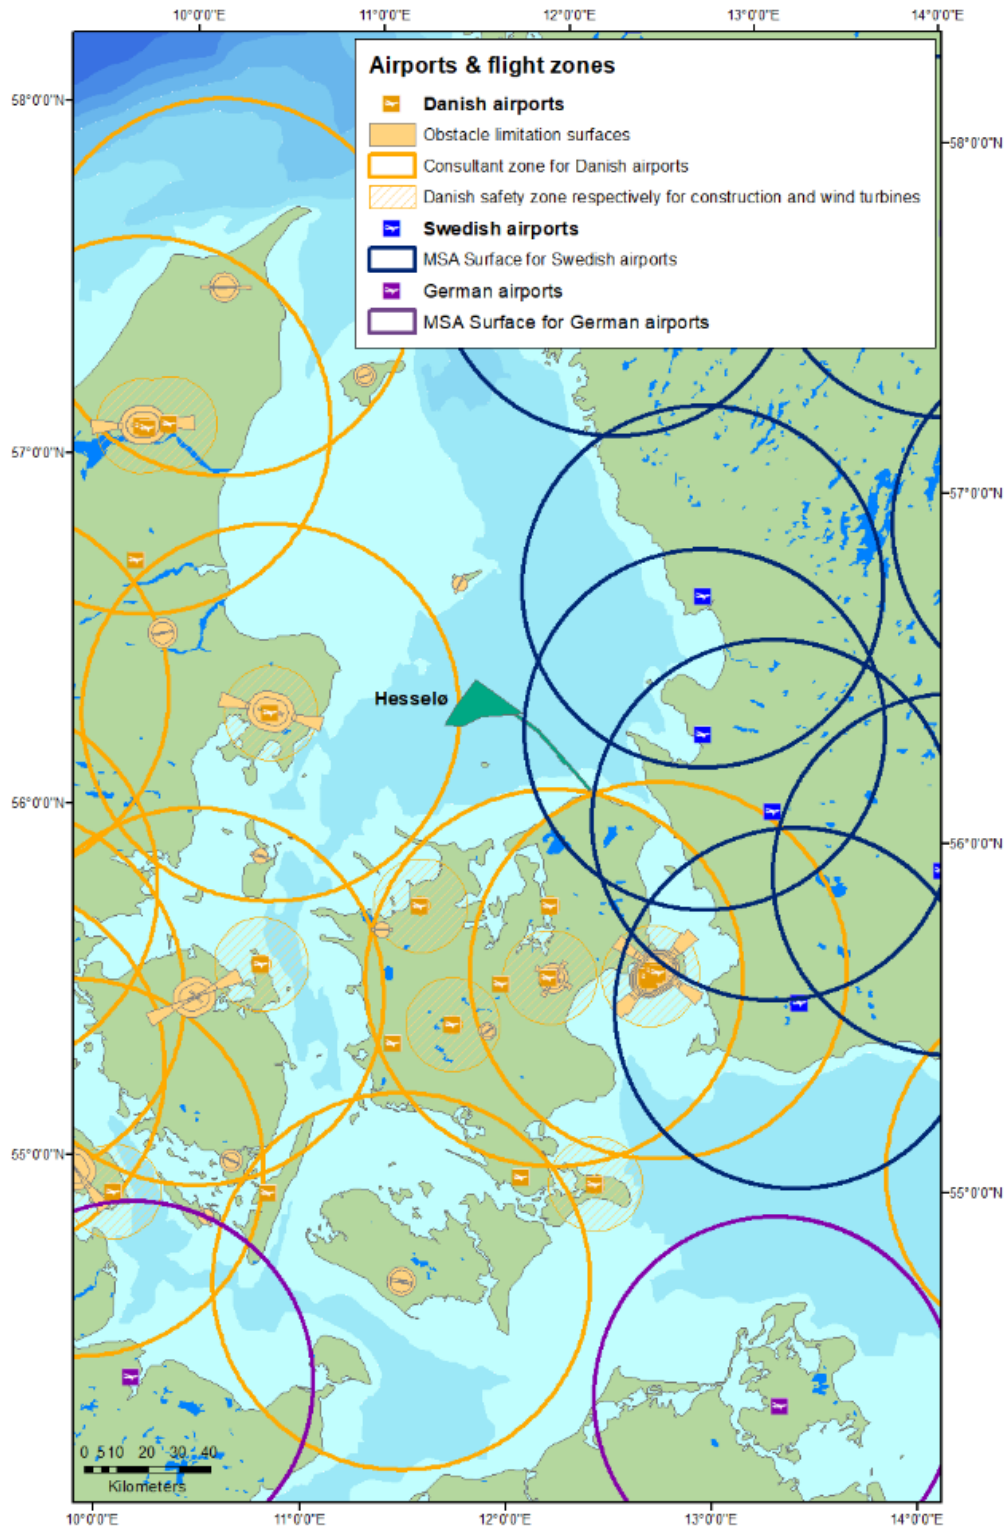 10°0'0"E 11°0'0"E 12°0'0"E 13°0'0"E 14°0'0"E
Airports & flight zones
Danish airports
Obstacle limitation surfaces
Consultant zone for Danish airports
Danish safety zone respectively for construction and wind turbines
Swedish airports
MSA Surface for Swedish airports
German airports
MSA Surface for German airports
58°0'0"N
58°0'0"N
57°0'0"N
57°0'0"N
Hesselø
56°0'0"N
56°0'0"N
55°0'0"N
55°0'0"N
0 5 10 20 30 40
Kilometers
10°0'0"E 11°0'0"E 12°0'0"E 13°0'0"E 14°0'0"E